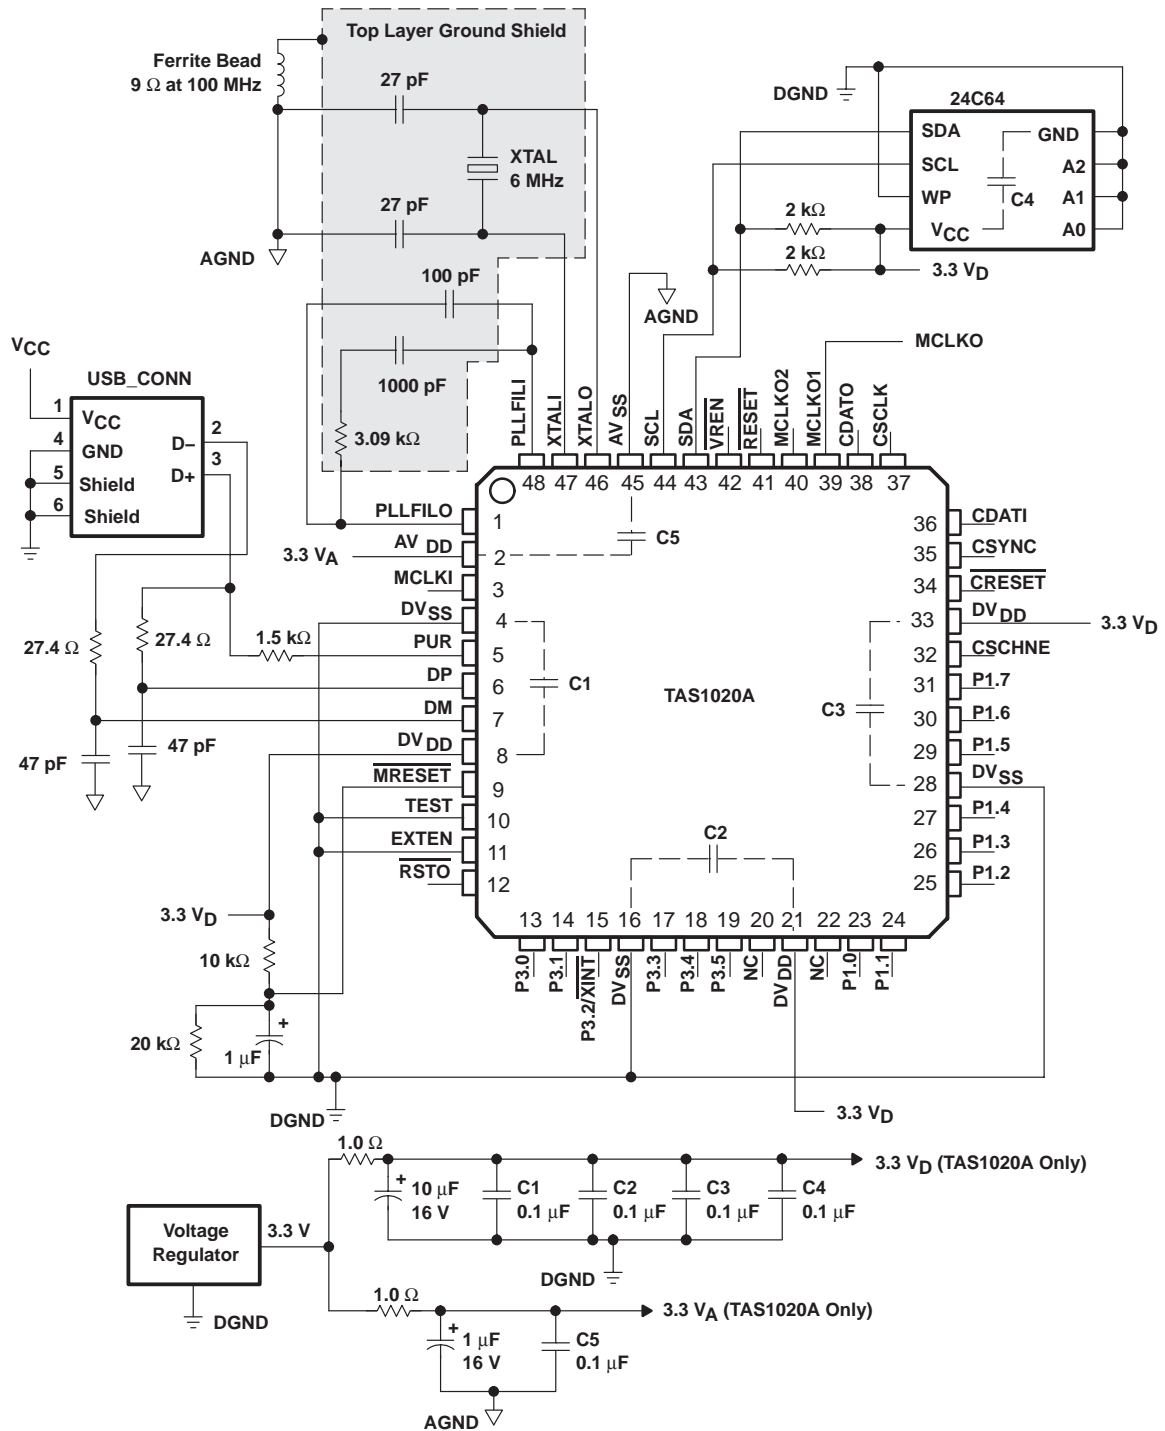 Top Layer Ground Shield
Ferrite Bead
9 Ω at 100 MHz
27 pF
XTAL
6 MHz
27 pF
AGND
100 pF
1000 pF
3.09 kΩ
DGND
24C64
SDA
SCL
WP
VCC
GND
A2
A1
A0
C4
2 kΩ
2 kΩ
3.3 VD
AGND
MCLKO
VCC
USB_CONN
1
4
5
6
VCC
GND
Shield
Shield
D–
D+
2
3
27.4 Ω
27.4 Ω
1.5 kΩ
47 pF
47 pF
PLLFILI
XTALI
XTALO
AVSS
SCL
SDA
VREN
RESET
MCLKO2
MCLKO1
CDATO
CSCLK
48 47 46 45 44 43 42 41 40 39 38 37
PLLFILO 1
3.3 VA
AVDD 2
MCLKI 3
DVSS 4
PUR 5
DP 6
DM 7
DVDD 8
MRESET 9
TEST 10
EXTEN 11
RSTO 12
C5
C1
TAS1020A
C3
C2
36 CDATI
35 CSYNC
34 CRESET
33 DVDD
3.3 VD
32 CSCHNE
31 P1.7
30 P1.6
29 P1.5
28 DVSS
27 P1.4
26 P1.3
25 P1.2
13 14 15 16 17 18 19 20 21 22 23 24
P3.0
P3.1
P3.2/XINT
DVSS
P3.3
P3.4
P3.5
NC
DVDD
NC
P1.0
P1.1
3.3 VD
10 kΩ
20 kΩ
+
1 µF
DGND
3.3 VD
1.0 Ω
+
10 µF
16 V
C1
0.1 µF
C2
0.1 µF
C3
0.1 µF
C4
0.1 µF
3.3 VD (TAS1020A Only)
Voltage
Regulator
3.3 V
DGND
DGND
1.0 Ω
+
1 µF
16 V
C5
0.1 µF
3.3 VA (TAS1020A Only)
AGND